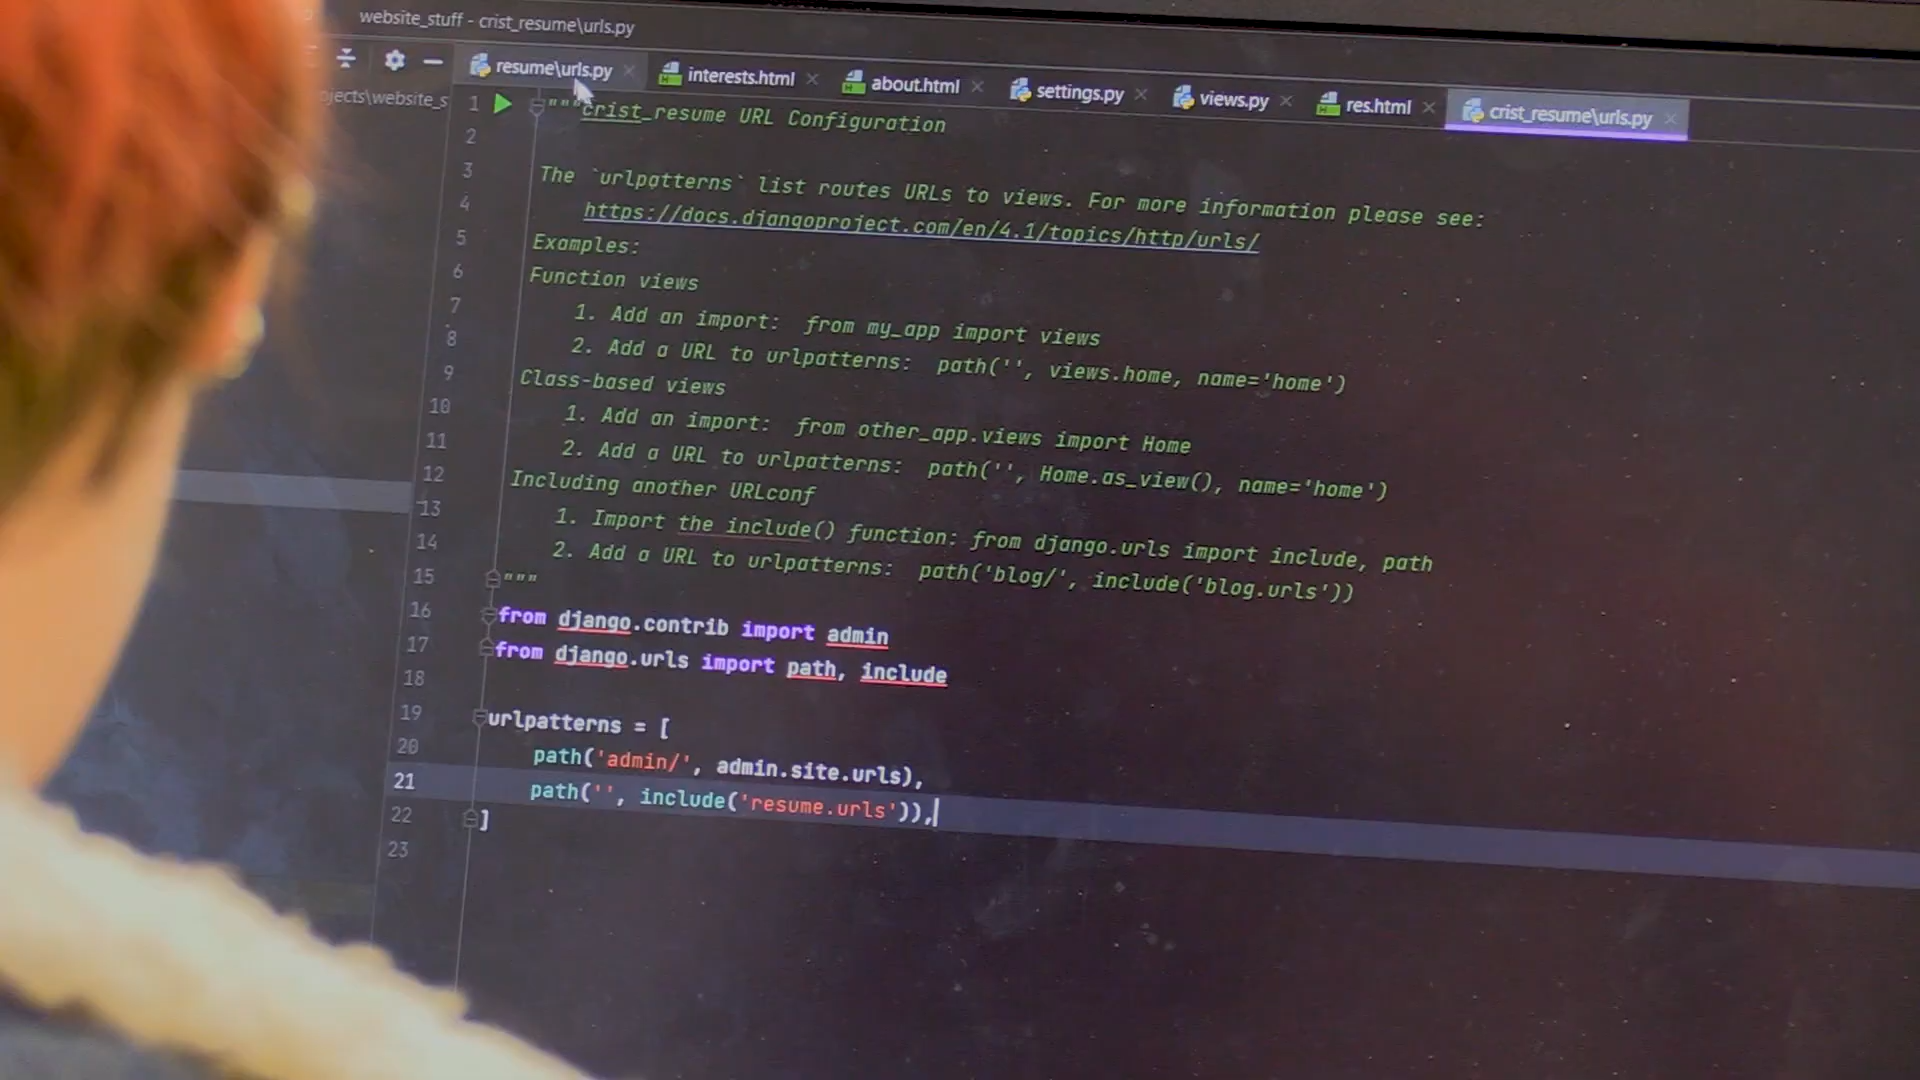 website_stuff - crist_resume\urls.py
resume\urls.py
interests.html
about.html
settings.py
views.py
res.html
crist_resume\urls.py
ojects\website_s
1 """crist_resume URL Configuration
2
3 The `urlpatterns` list routes URLs to views. For more information please see:
4 https://docs.djangoproject.com/en/4.1/topics/http/urls/
5 Examples:
6 Function views
7 1. Add an import:  from my_app import views
8 2. Add a URL to urlpatterns:  path('', views.home, name='home')
9 Class-based views
10 1. Add an import:  from other_app.views import Home
11 2. Add a URL to urlpatterns:  path('', Home.as_view(), name='home')
12 Including another URLconf
13 1. Import the include() function: from django.urls import include, path
14 2. Add a URL to urlpatterns:  path('blog/', include('blog.urls'))
15 """
16 from django.contrib import admin
17 from django.urls import path, include
18
19 urlpatterns = [
20 path('admin/', admin.site.urls),
21 path('', include('resume.urls')),
22 ]
23